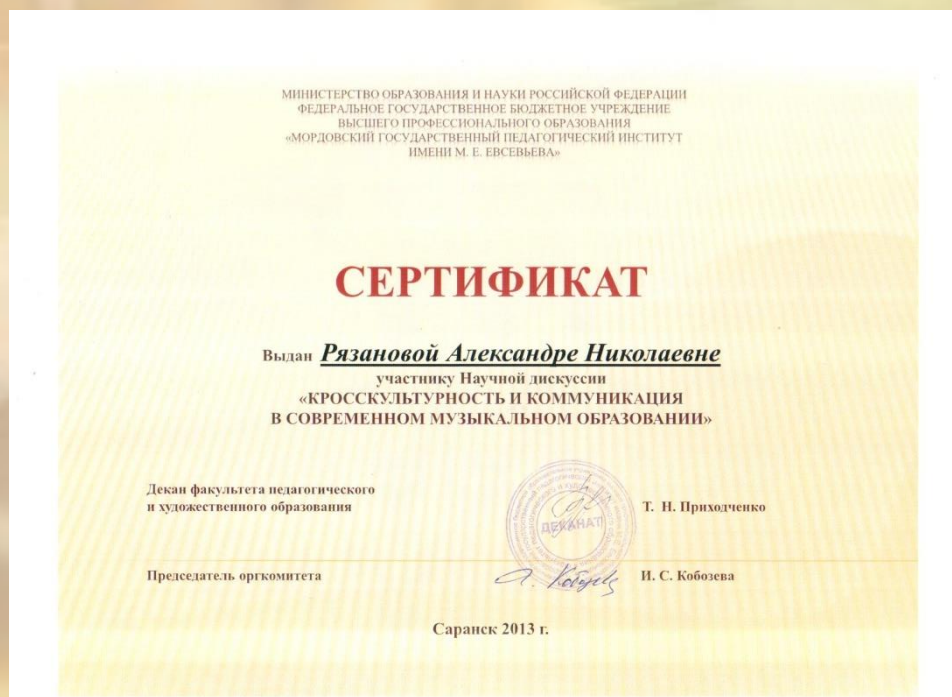 МИНИСТЕРСТВО ОБРАЗОВАНИЯ И НАУКИ РОССИЙСКОЙ ФЕДЕРАЦИИ
ФЕДЕРАЛЬНОЕ ГОСУДАРСТВЕННОЕ БЮДЖЕТНОЕ УЧРЕЖДЕНИЕ
ВЫСШЕГО ПРОФЕССИОНАЛЬНОГО ОБРАЗОВАНИЯ
«МОРДОВСКИЙ ГОСУДАРСТВЕННЫЙ ПЕДАГОГИЧЕСКИЙ ИНСТИТУТ
ИМЕНИ М. Е. ЕВСЕВЬЕВА»
СЕРТИФИКАТ
Выдан Рязановой Александре Николаевне
участнику Научной дискуссии
«КРОССКУЛЬТУРНОСТЬ И КОММУНИКАЦИЯ
В СОВРЕМЕННОМ МУЗЫКАЛЬНОМ ОБРАЗОВАНИИ»
Декан факультета педагогического
и художественного образования
ДЕКАНАТ
Т. Н. Приходченко
Председатель оргкомитета
И. С. Кобозева
Саранск 2013 г.